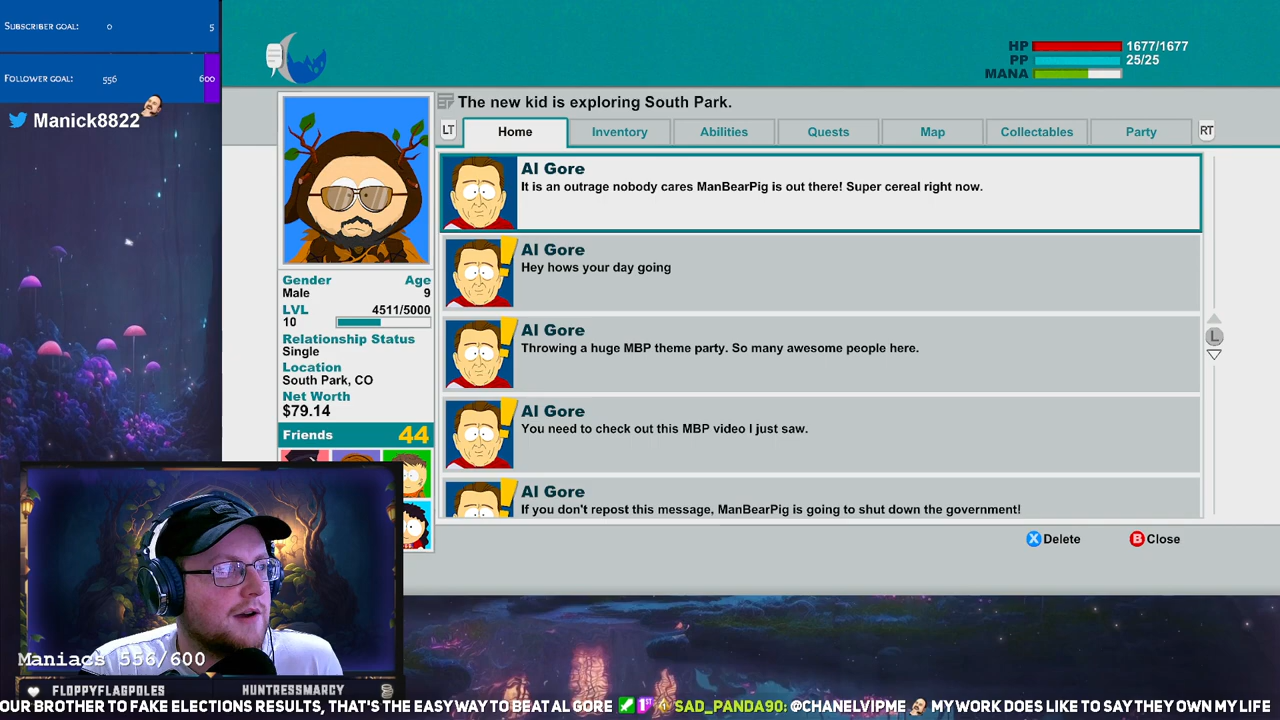 SUBSCRIBER GOAL: 0 5
FOLLOWER GOAL: 556 600
Manick8822
HP 1677/1677
PP 25/25
MANA
The new kid is exploring South Park.
LT Home Inventory Abilities Quests Map Collectables Party RT
Gender Age
Male 9
LVL 4511/5000
10
Relationship Status
Single
Location
South Park, CO
Net Worth
$79.14
Friends 44
Al Gore
It is an outrage nobody cares ManBearPig is out there! Super cereal right now.
Al Gore
Hey hows your day going
Al Gore
Throwing a huge MBP theme party. So many awesome people here.
Al Gore
You need to check out this MBP video I just saw.
Al Gore
If you don't repost this message, ManBearPig is going to shut down the government!
L
X Delete B Close
Maniacs 556/600
FLOPPYFLAGPOLES HUNTRESSMARCY
OUR BROTHER TO FAKE ELECTIONS RESULTS, THAT'S THE EASY WAY TO BEAT AL GORE 1ST SAD_PANDA90: @CHANELVIPME MY WORK DOES LIKE TO SAY THEY OWN MY LIFE